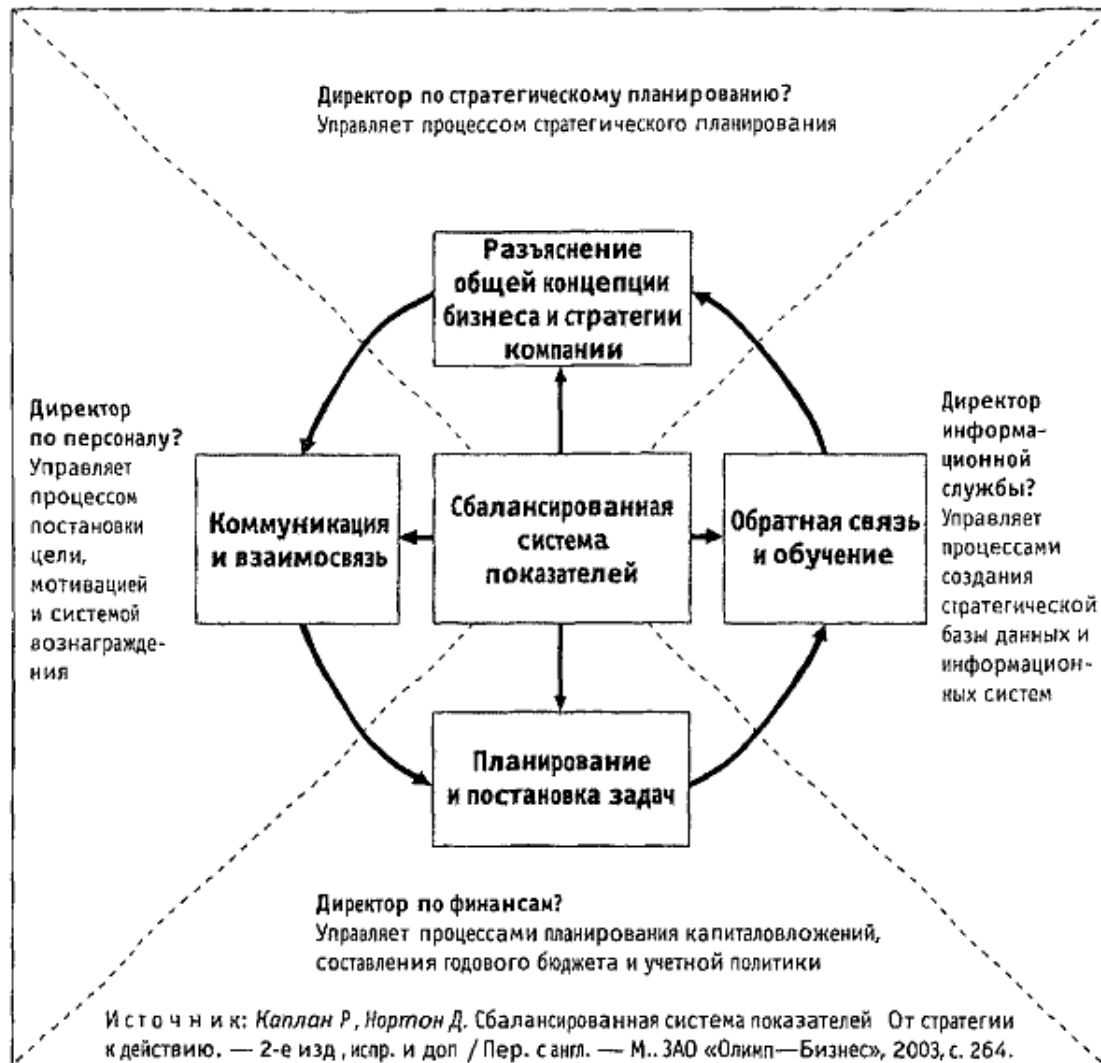 Директор по стратегическому планированию?
Управляет процессом стратегического планирования
Разъяснение
общей концепции
бизнеса и стратегии
компании
Директор
по персоналу?
Управляет
процессом
постановки
цели,
мотивацией
и системой
вознагражде-
ния
Коммуникация
и взаимосвязь
Сбалансированная
система
показателей
Обратная связь
и обучение
Директор
информа-
ционной
службы?
Управляет
процессами
создания
стратегической
базы данных и
информацион-
ных систем
Планирование
и постановка задач
Директор по финансам?
Управляет процессами планирования капиталовложений,
составления годового бюджета и учетной политики
Источник: Каплан Р, Нортон Д. Сбалансированная система показателей От стратегии
к действию. — 2-е изд, испр. и доп / Пер. с англ. — М.. ЗАО «Олимп—Бизнес», 2003, с. 264.